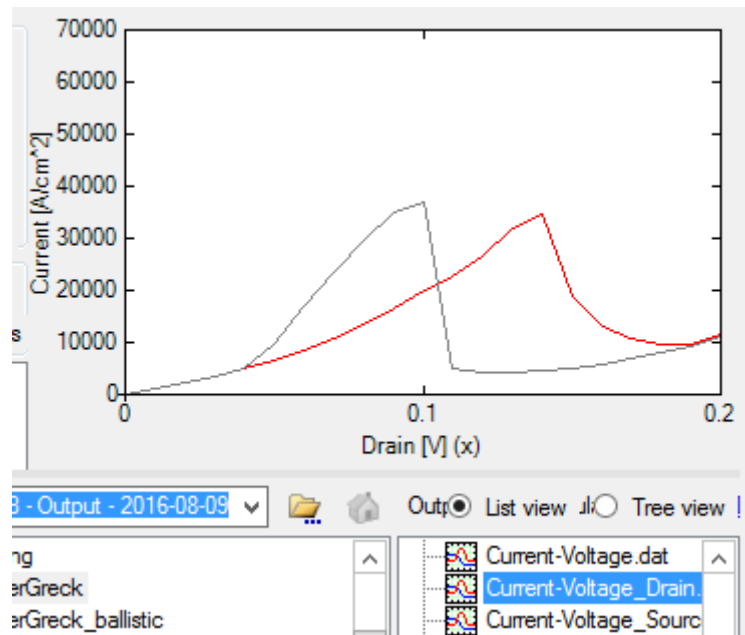 70000
60000
50000
40000
30000
20000
10000
0
Current [A/cm^2]
0 0.1 0.2
Drain [V] (x)
s
- Output - 2016-08-09
Outp List view Tree view
ng
erGreck
erGreck_ballistic
Current-Voltage.dat
Current-Voltage_Drain.
Current-Voltage_Sourc